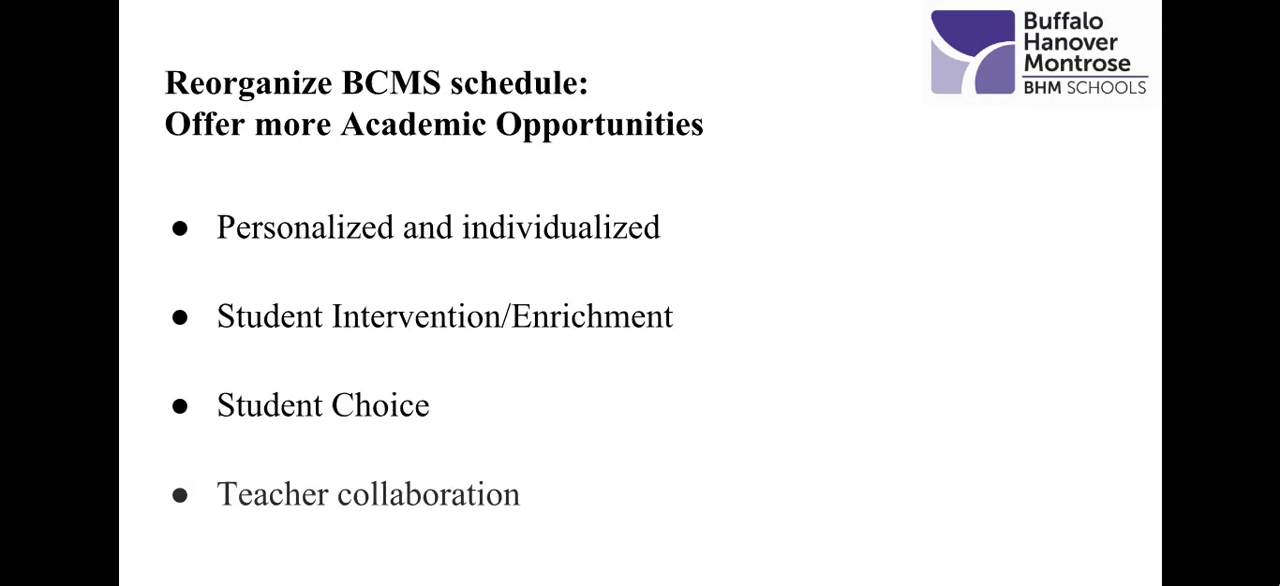 Buffalo
Hanover
Montrose
BHM SCHOOLS
Reorganize BCMS schedule:
Offer more Academic Opportunities
● Personalized and individualized
● Student Intervention/Enrichment
● Student Choice
● Teacher collaboration